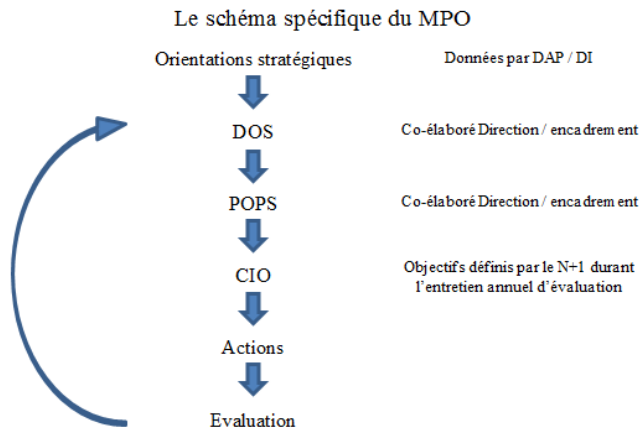 Le schéma spécifique du MPO
Orientations stratégiques
Données par DAP / DI
DOS
Co-élaboré Direction / encadrement
POPS
Co-élaboré Direction / encadrement
CIO
Objectifs définis par le N+1 durant
l'entretien annuel d'évaluation
Actions
Evaluation